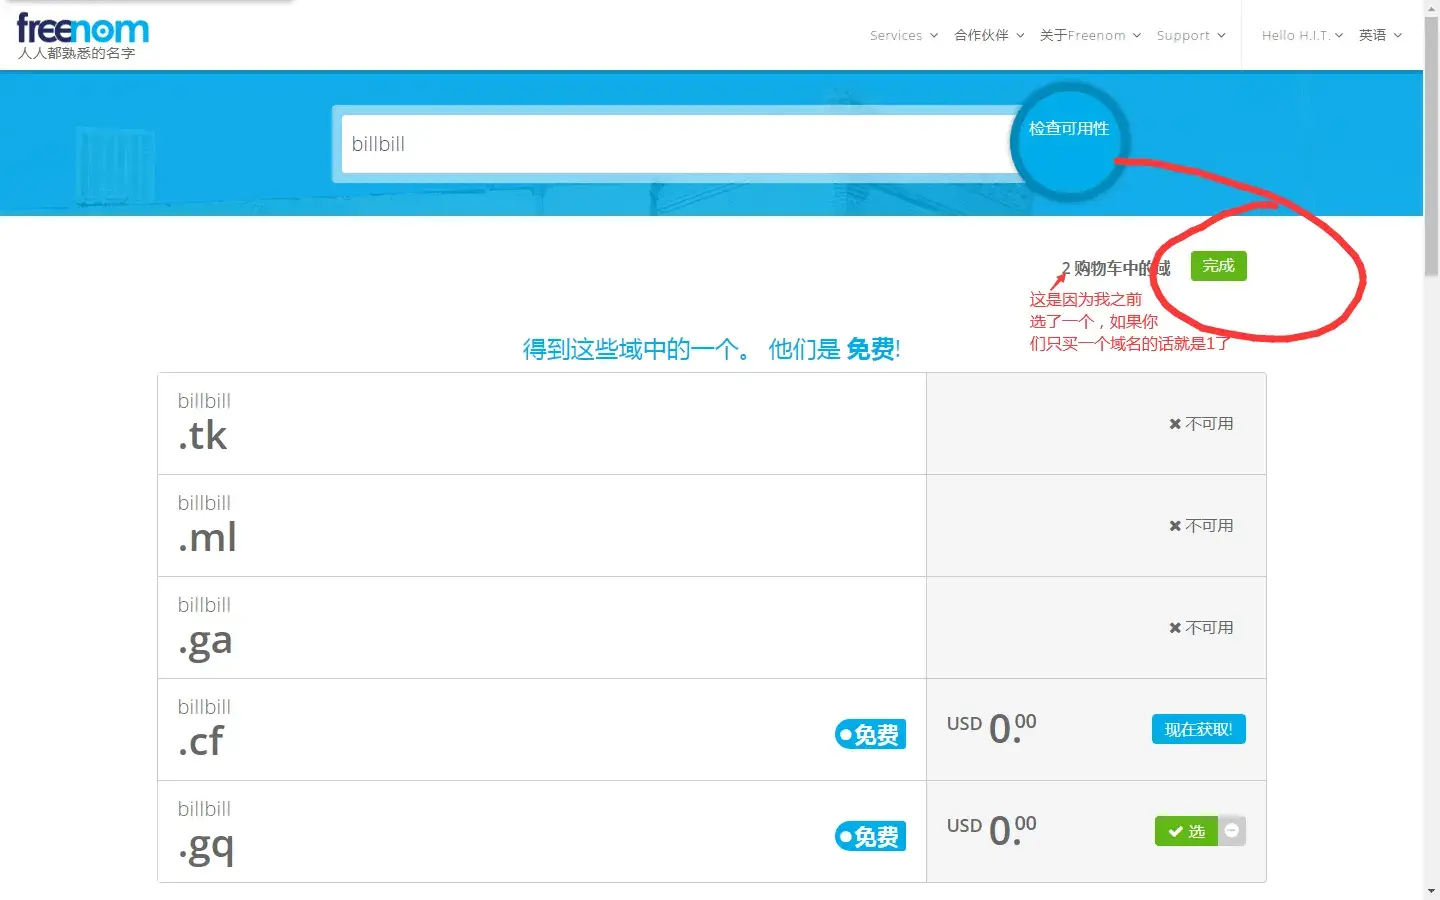 freenom
人人都熟悉的名字
Services 合作伙伴 关于Freenom Support Hello H.I.T. 英语
billbill
检查可用性
2 购物车中的域 完成
这是因为我之前
选了一个，如果你
们只买一个域名的话就是1了
得到这些域中的一个。 他们是 免费!
billbill
.tk
不可用
billbill
.ml
不可用
billbill
.ga
不可用
billbill
.cf
免费
USD 0.00
现在获取!
billbill
.gq
免费
USD 0.00
选